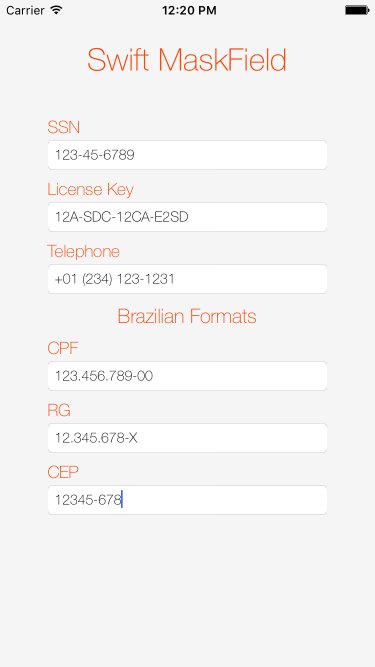 Carrier 12:20 PM
Swift MaskField
SSN
123-45-6789
License Key
12A-SDC-12CA-E2SD
Telephone
+01 (234) 123-1231
Brazilian Formats
CPF
123.456.789-00
RG
12.345.678-X
CEP
12345-678